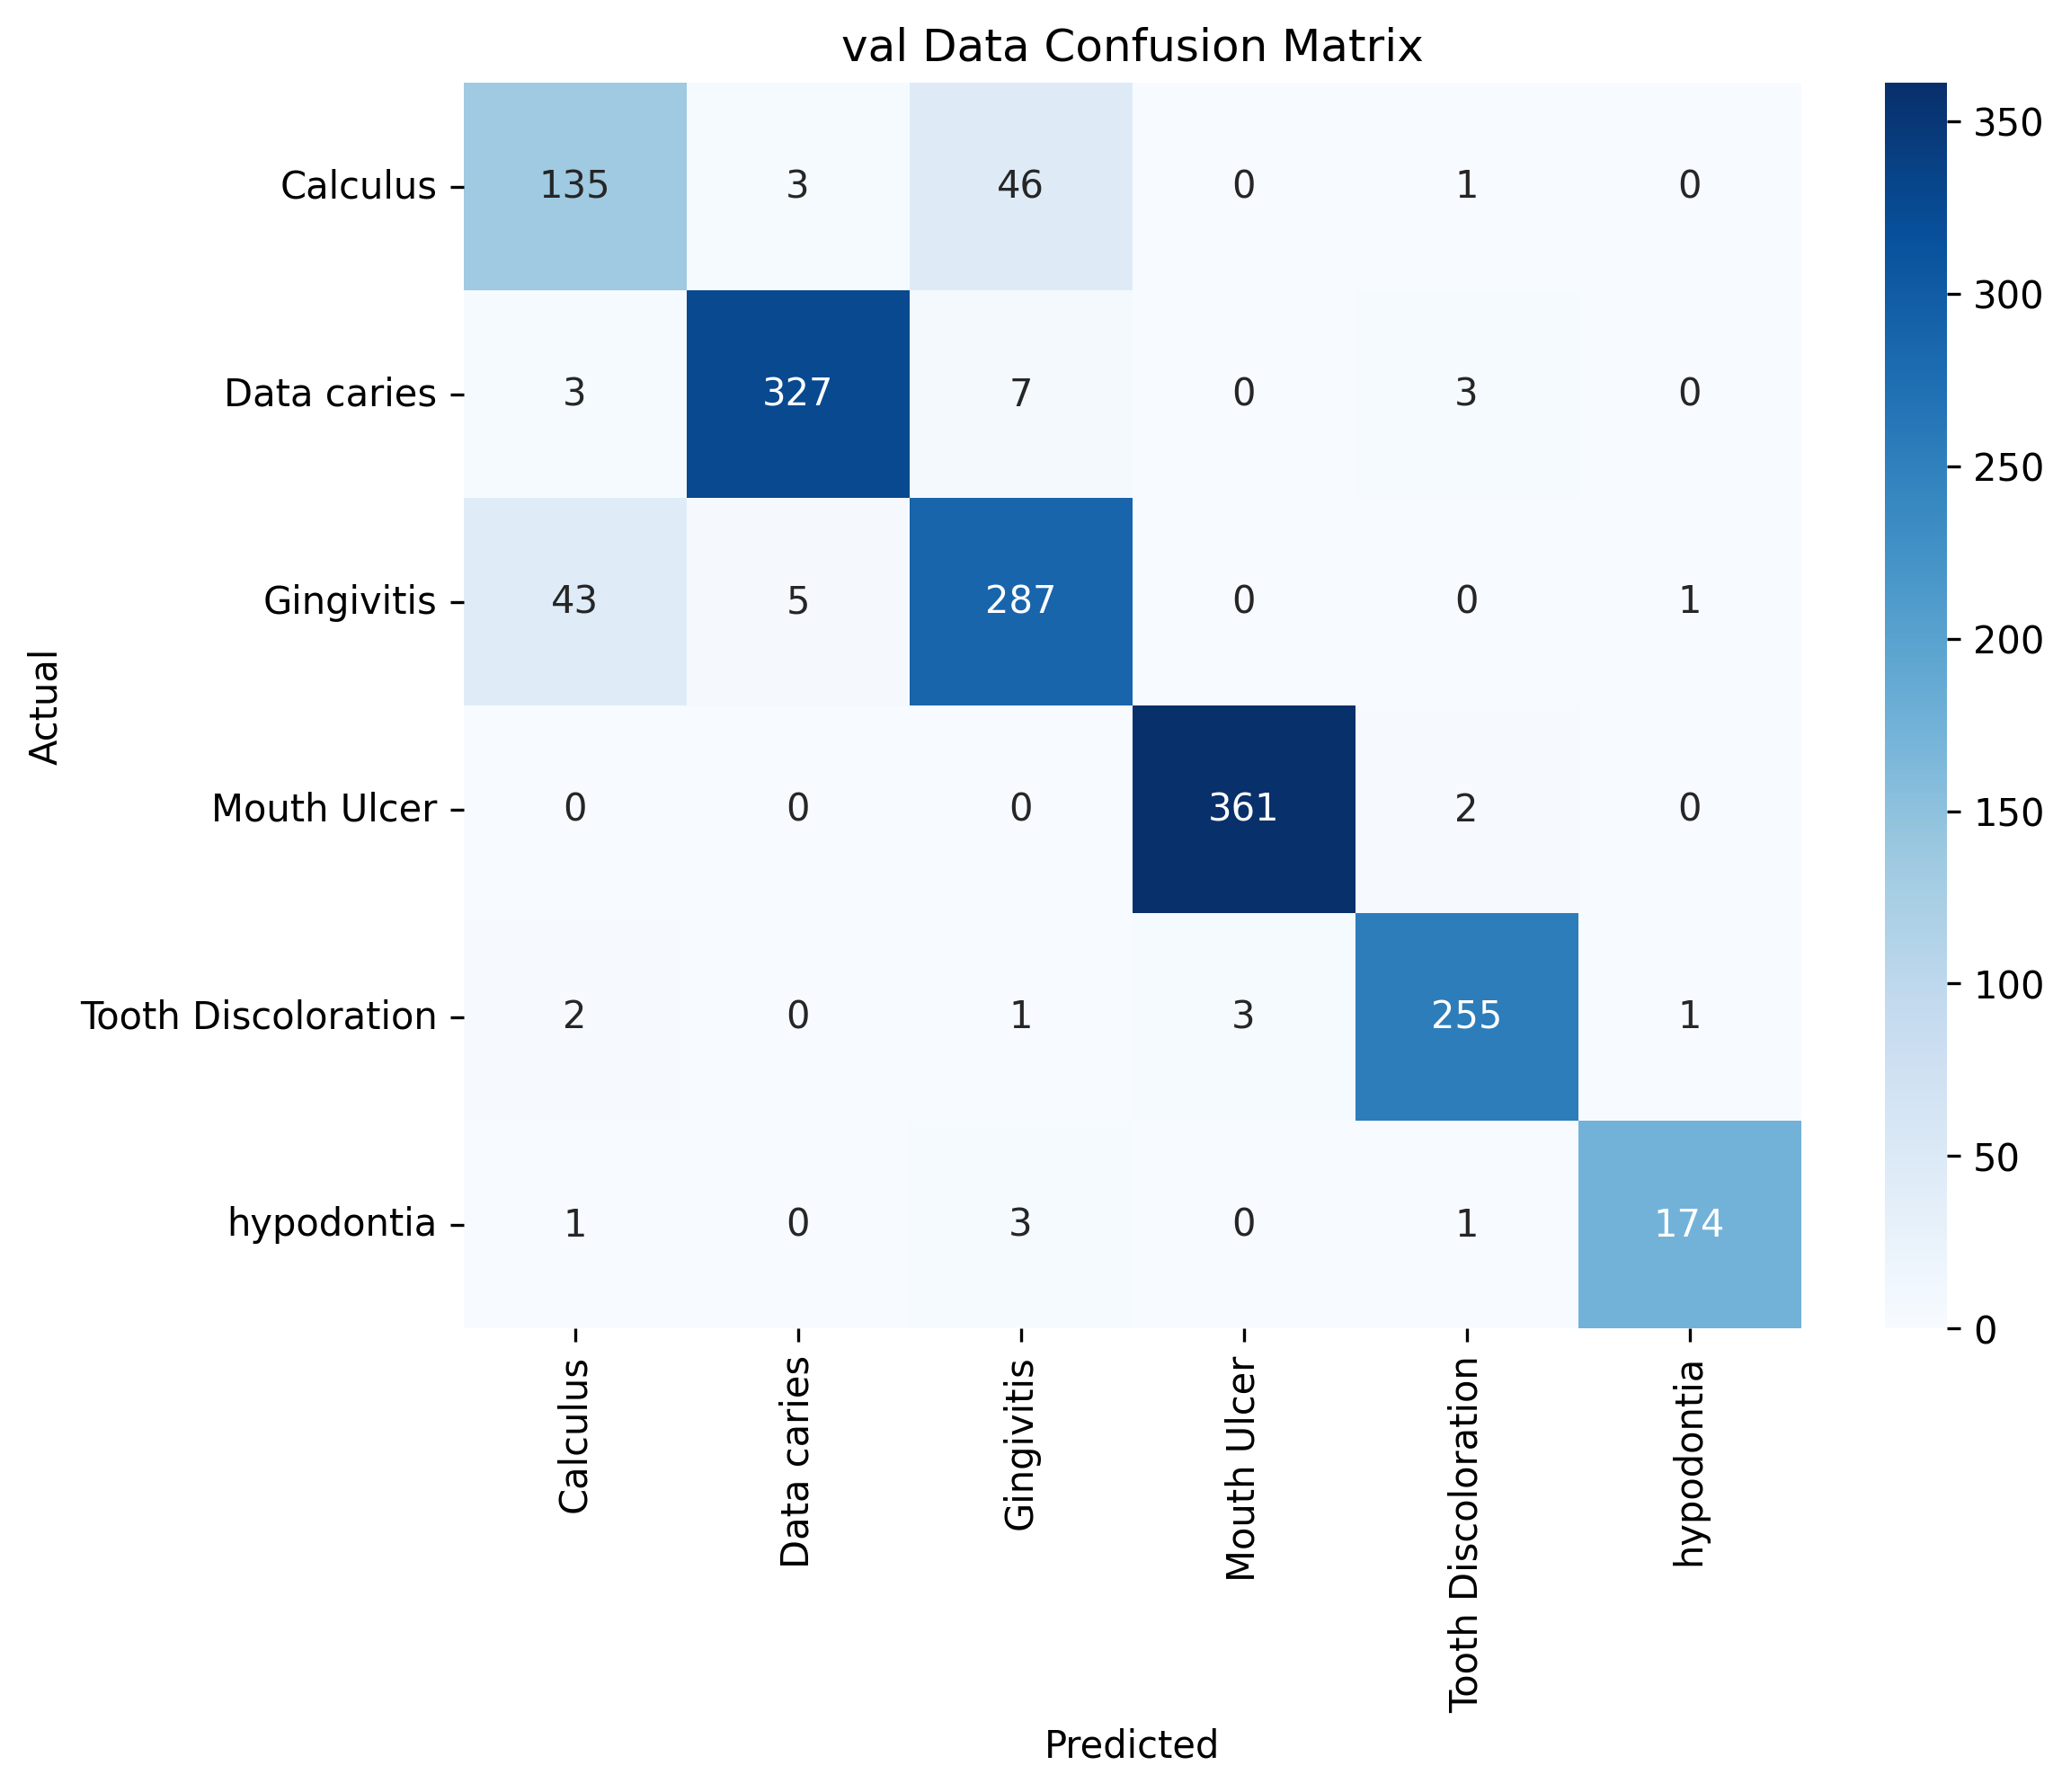 val Data Confusion Matrix
Calculus 135 3 46 0 1 0
Data caries 3 327 7 0 3 0
Gingivitis 43 5 287 0 0 1
Mouth Ulcer 0 0 0 361 2 0
Tooth Discoloration 2 0 1 3 255 1
hypodontia 1 0 3 0 1 174
Actual
Calculus
Data caries
Gingivitis
Mouth Ulcer
Tooth Discoloration
hypodontia
Predicted
350
300
250
200
150
100
50
0